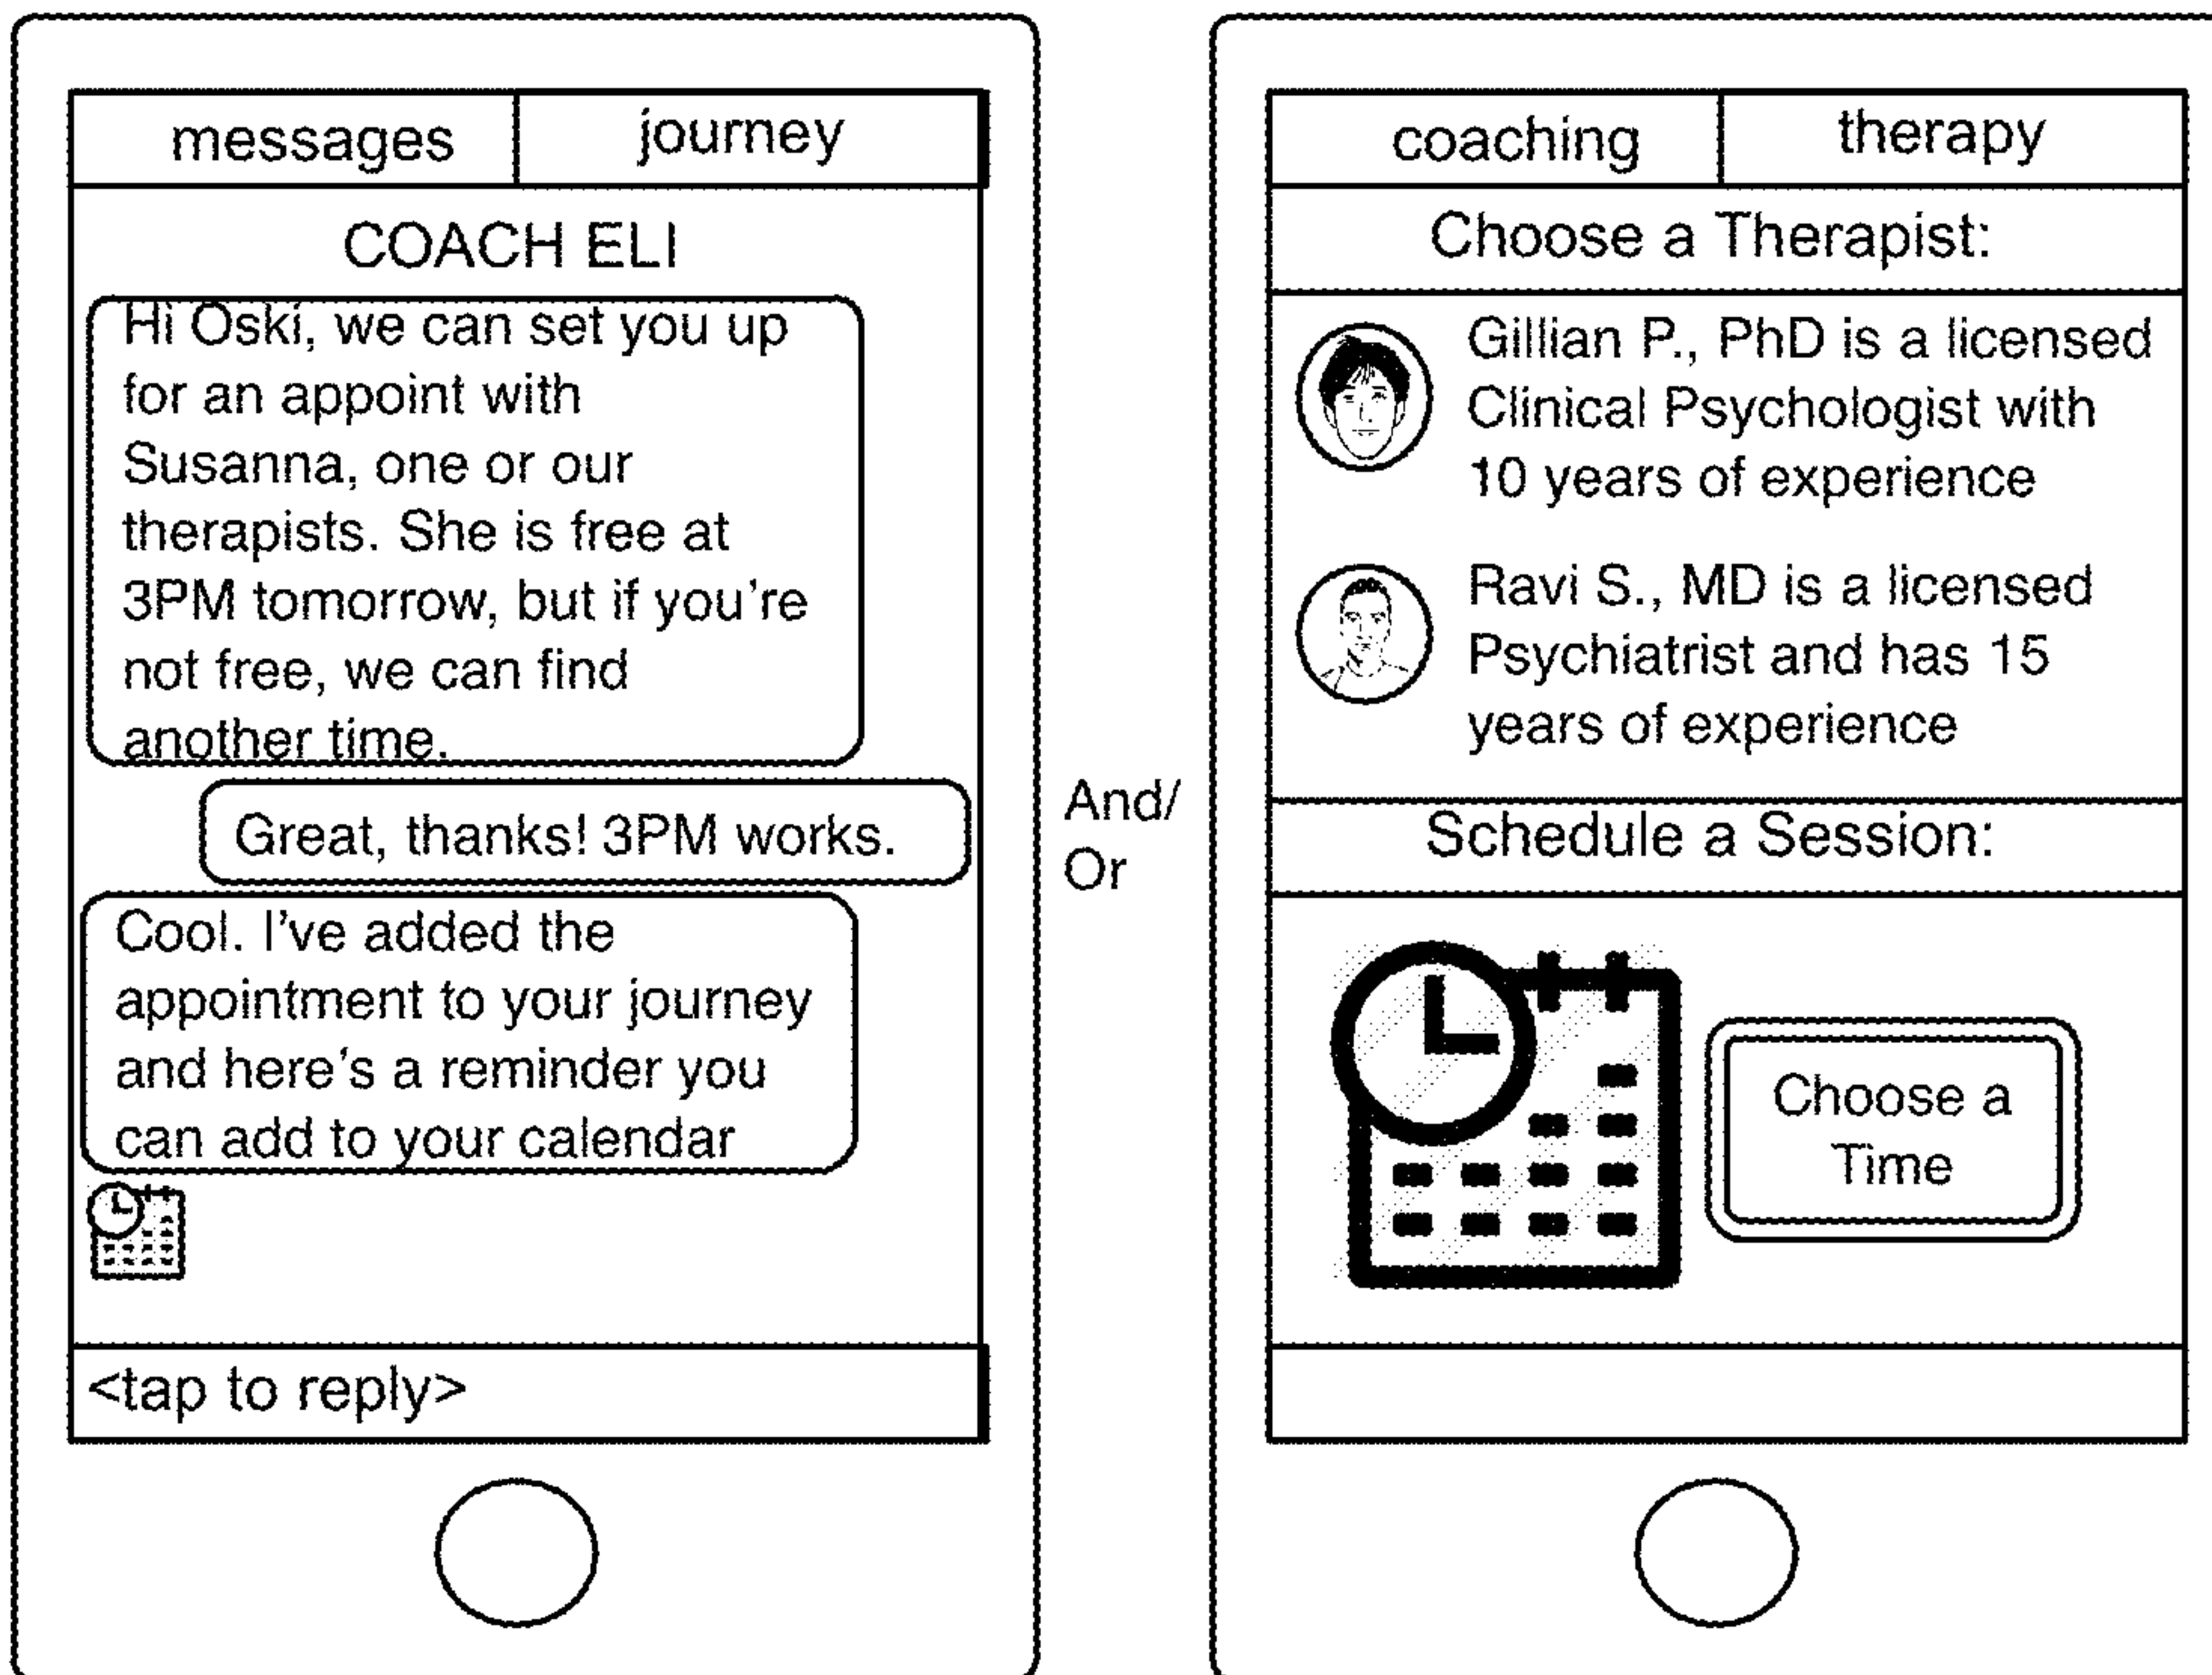 messages
journey
COACH ELI
Hi Oski, we can set you up
for an appoint with
Susanna, one or our
therapists. She is free at
3PM tomorrow, but if you're
not free, we can find
another time.
Great, thanks! 3PM works.
Cool. I've added the
appointment to your journey
and here's a reminder you
can add to your calendar
<tap to reply>
And/
Or
coaching
therapy
Choose a Therapist:
Gillian P., PhD is a licensed
Clinical Psychologist with
10 years of experience
Ravi S., MD is a licensed
Psychiatrist and has 15
years of experience
Schedule a Session:
Choose a
Time